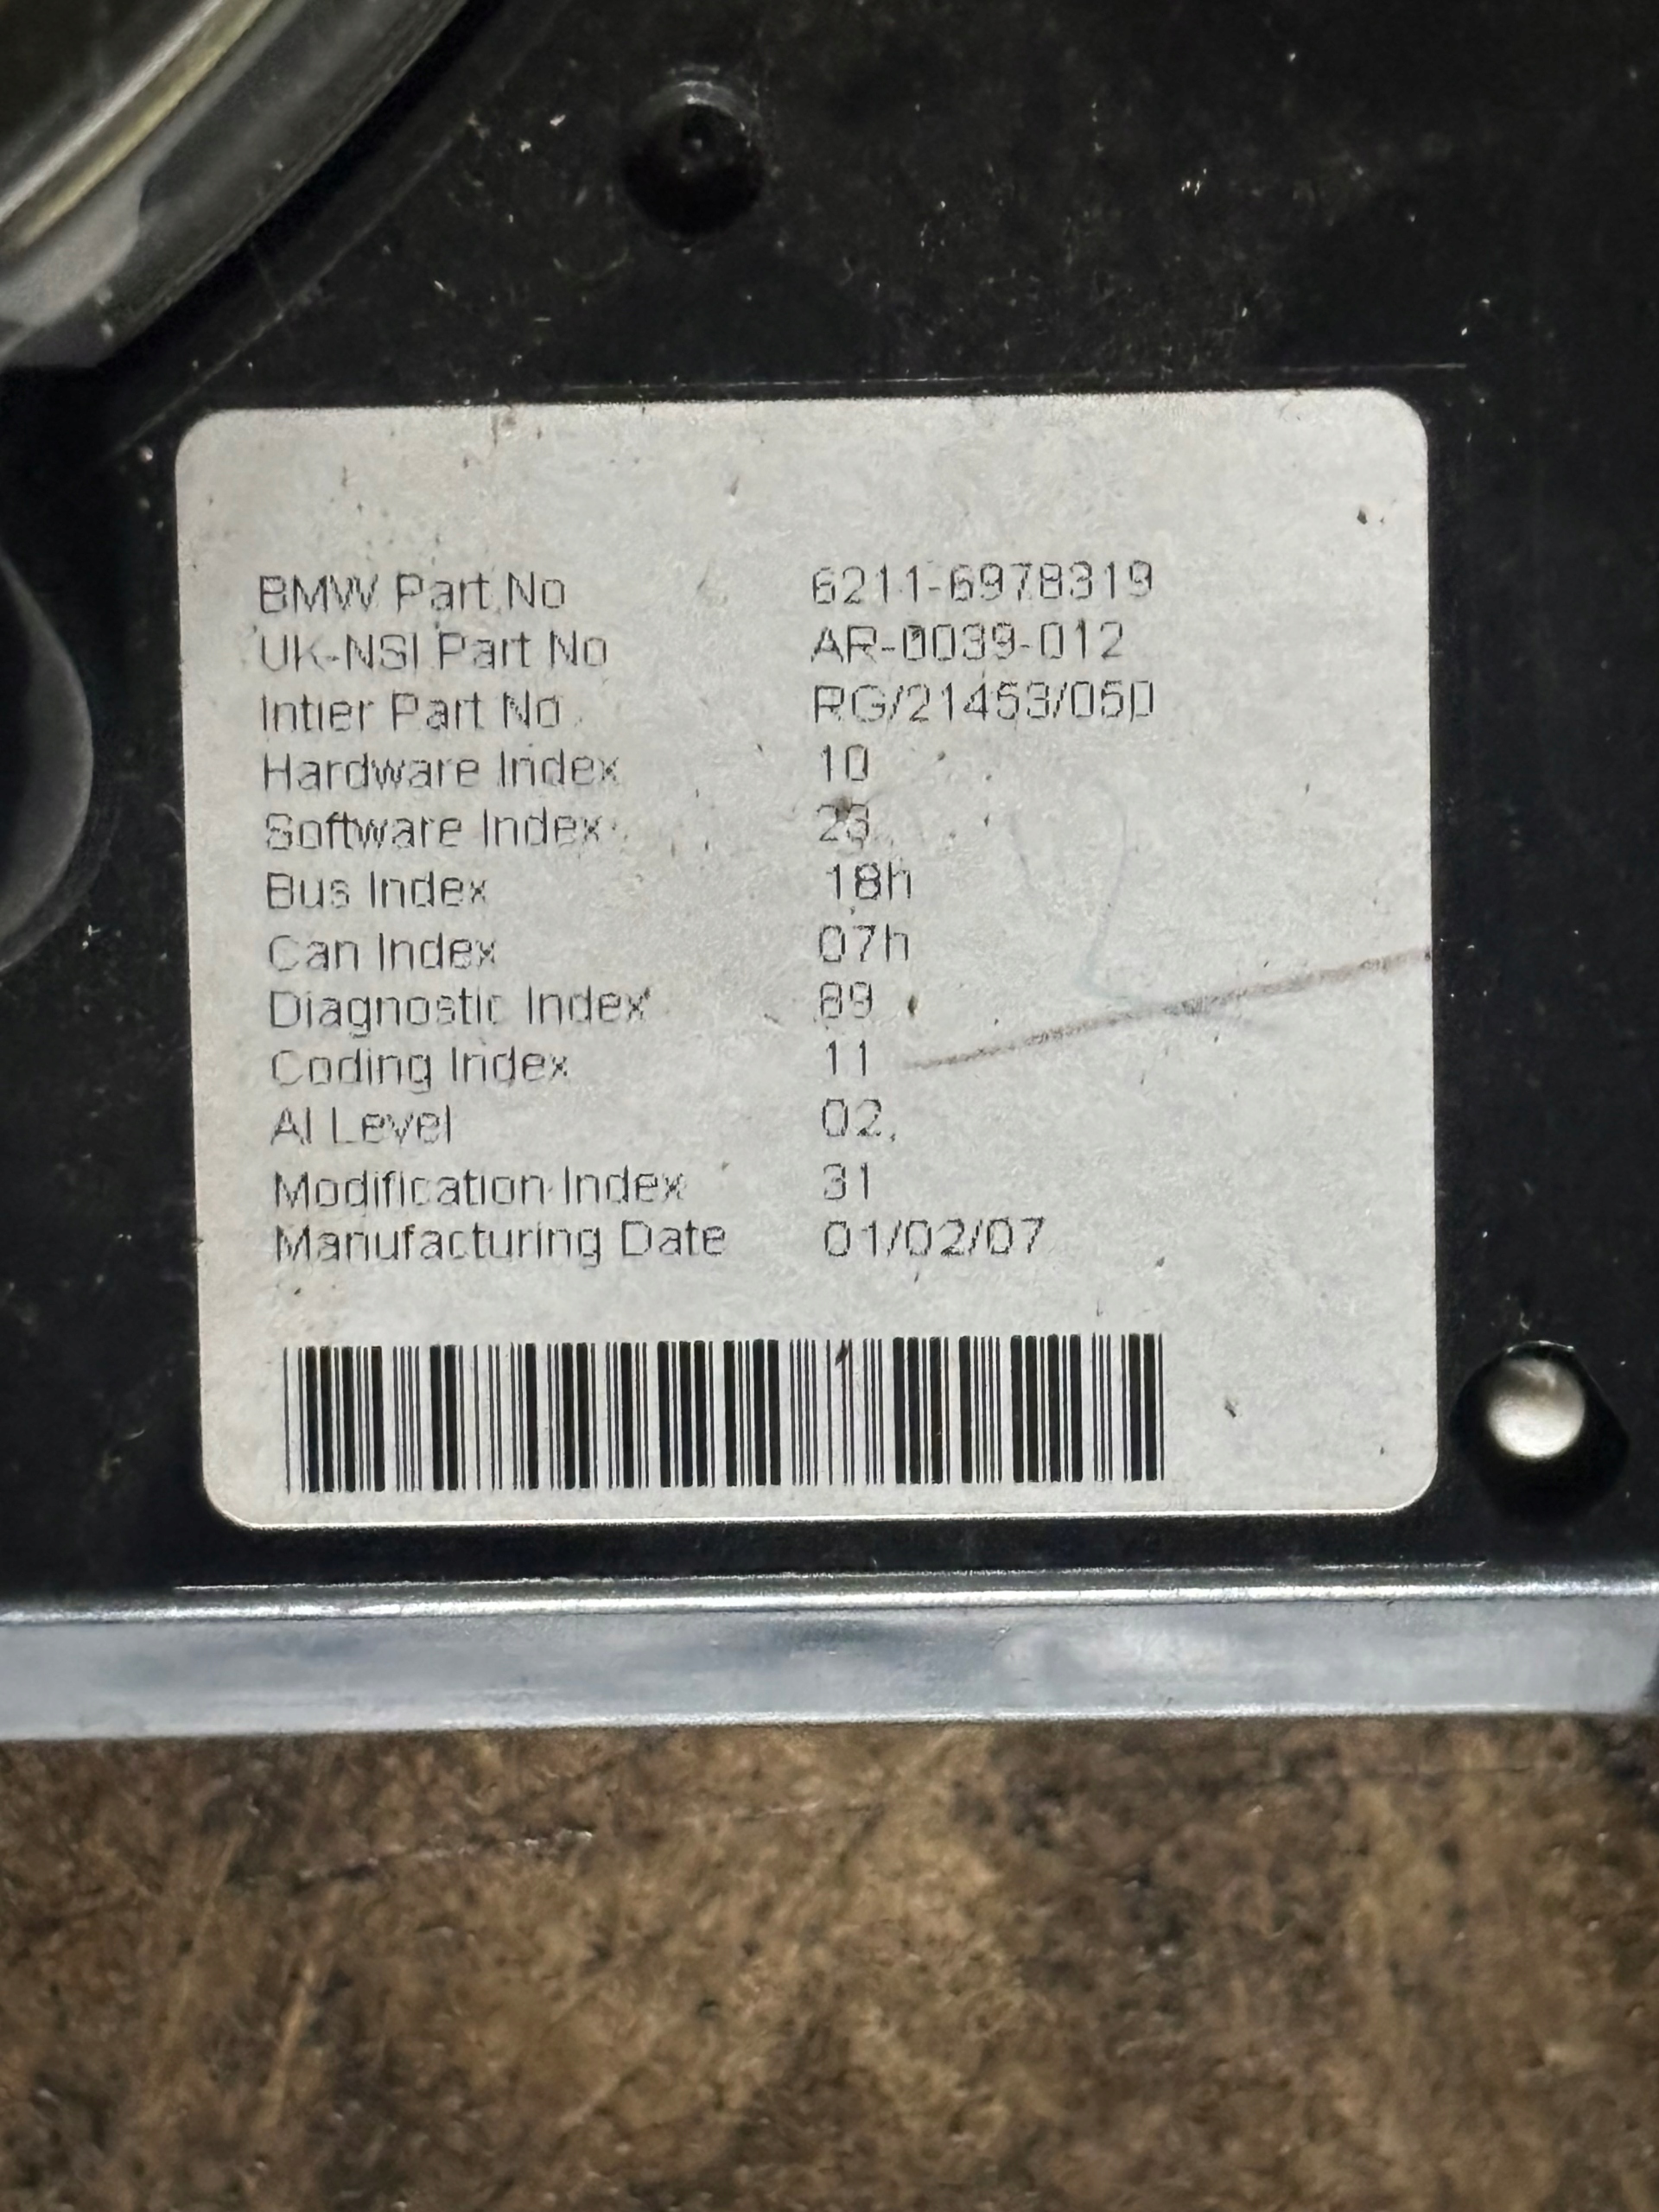 BMW Part No 6211-6978319
UK-NSI Part No AR-0039-012
Intier Part No RG/21453/05D
Hardware Index 10
Software Index 23
Bus Index 18h
Can Index 07h
Diagnostic Index 89
Coding Index 11
AI Level 02
Modification Index 31
Manufacturing Date 01/02/07